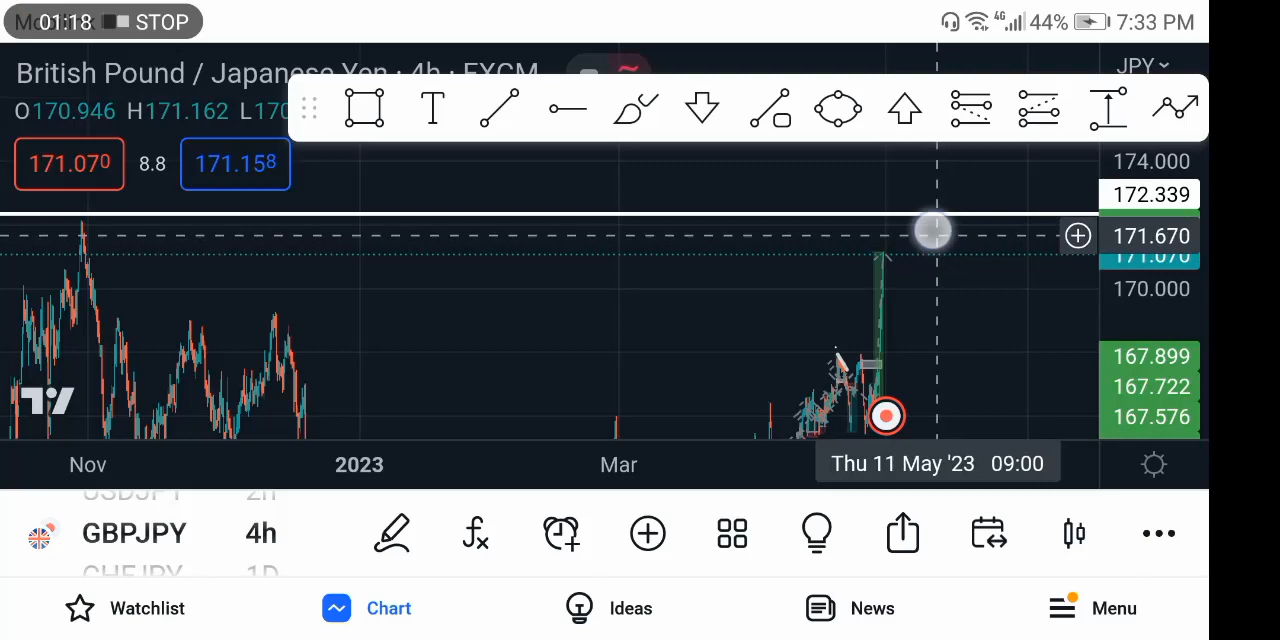 01:18 STOP
4G 44% 7:33 PM
British Pound / Japanese Yen · 4h · FXCM
JPY
O170.946 H171.162 L170
171.070 8.8 171.158
174.000
172.339
171.670
171.070
170.000
167.899
167.722
167.576
Nov 2023 Mar
Thu 11 May '23 09:00
USDJPY 2h
GBPJPY 4h
CHFJPY 1D
Watchlist Chart Ideas News Menu